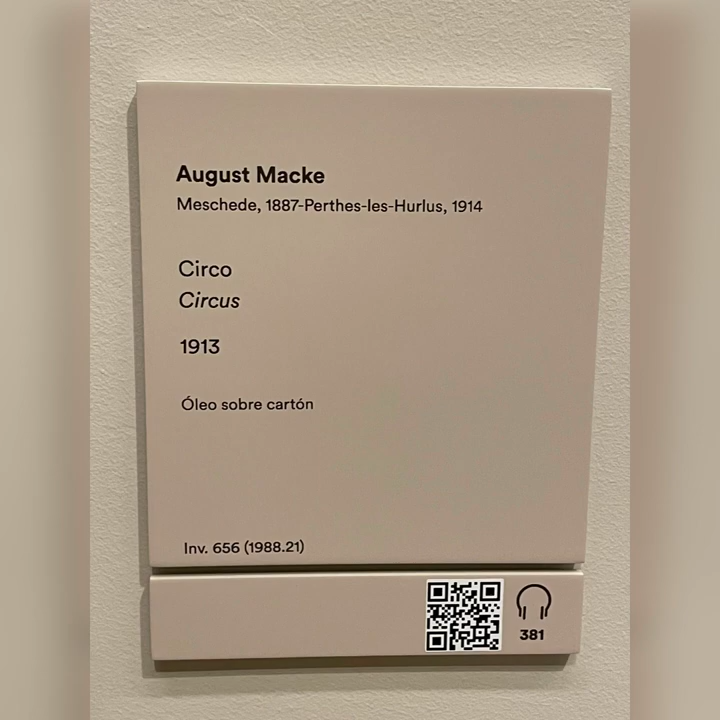 August Macke
Meschede, 1887-Perthes-les-Hurlus, 1914
Circo
Circus
1913
Óleo sobre cartón
Inv. 656 (1988.21)
381